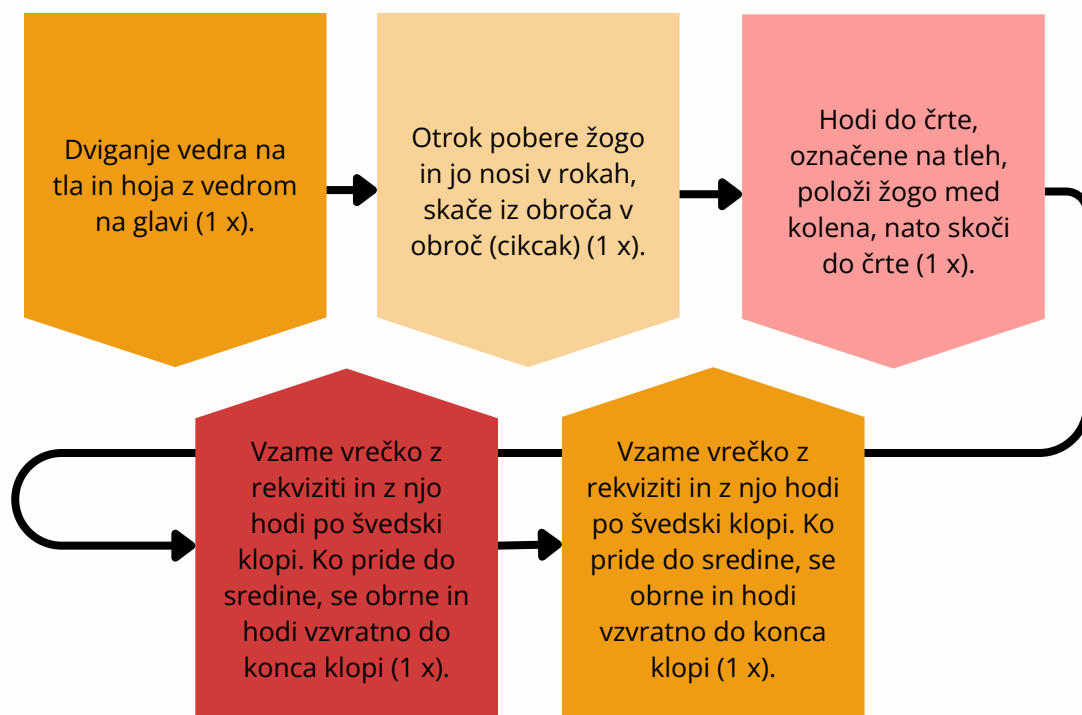 Dviganje vedra na
tla in hoja z vedrom
na glavi (1 x).
Otrok pobere žogo
in jo nosi v rokah,
skače iz obroča v
obroč (cikcak) (1 x).
Hodi do črte,
označene na tleh,
položi žogo med
kolena, nato skoči
do črte (1 x).
Vzame vrečko z
rekviziti in z njo
hodi po švedski
klopi. Ko pride do
sredine, se obrne in
hodi vzvratno do
konca klopi (1 x).
Vzame vrečko z
rekviziti in z njo hodi
po švedski klopi. Ko
pride do sredine, se
obrne in hodi
vzvratno do konca
klopi (1 x).